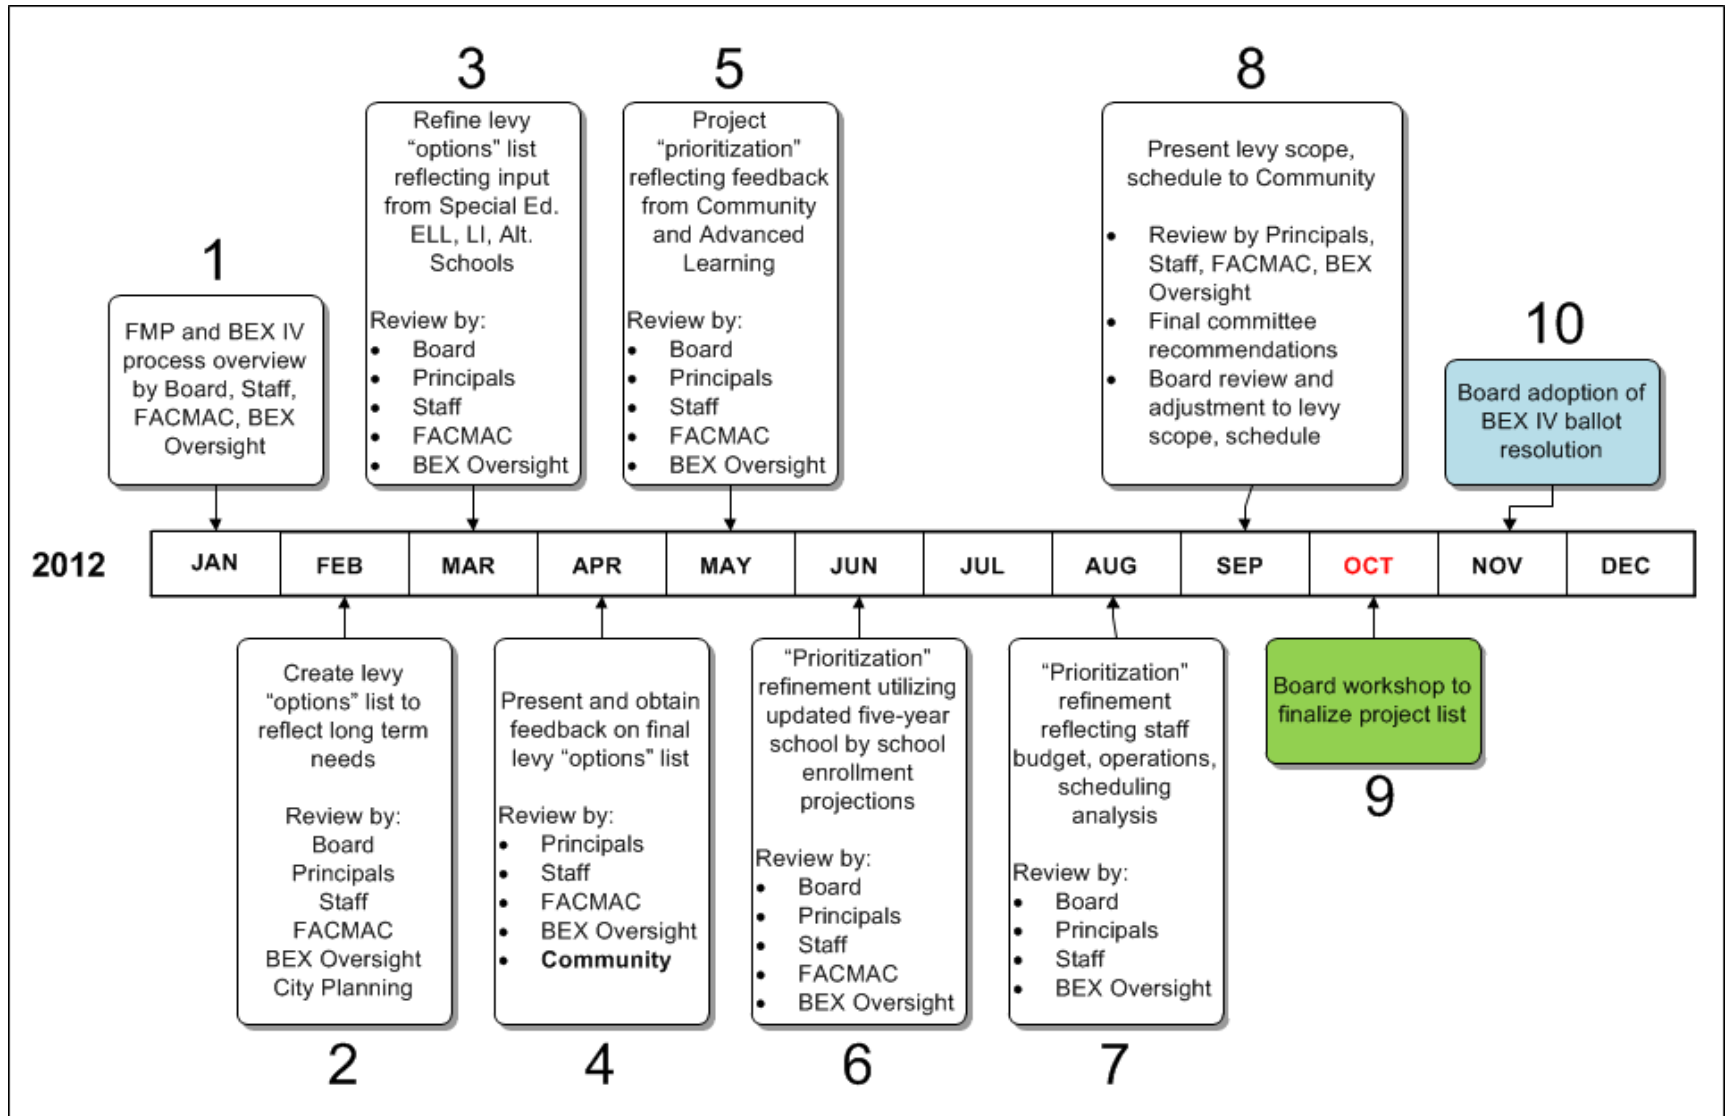 3
5
8
Refine levy
“options” list
reflecting input
from Special Ed.
ELL, LI, Alt.
Schools
Review by:
• Board
• Principals
• Staff
• FACMAC
• BEX Oversight
Project
“prioritization”
reflecting feedback
from Community
and Advanced
Learning
Review by:
• Board
• Principals
• Staff
• FACMAC
• BEX Oversight
Present levy scope,
schedule to Community
• Review by Principals,
Staff, FACMAC, BEX
Oversight
• Final committee
recommendations
• Board review and
adjustment to levy
scope, schedule
1
FMP and BEX IV
process overview
by Board, Staff,
FACMAC, BEX
Oversight
10
Board adoption of
BEX IV ballot
resolution
2012 JAN FEB MAR APR MAY JUN JUL AUG SEP OCT NOV DEC
Create levy
“options” list to
reflect long term
needs
Review by:
Board
Principals
Staff
FACMAC
BEX Oversight
City Planning
2
Present and obtain
feedback on final
levy “options” list
Review by:
• Principals
• Staff
• FACMAC
• BEX Oversight
• Community
4
“Prioritization”
refinement utilizing
updated five-year
school by school
enrollment
projections
Review by:
• Board
• Principals
• Staff
• FACMAC
• BEX Oversight
6
“Prioritization”
refinement
reflecting staff
budget, operations,
scheduling
analysis
Review by:
• Board
• Principals
• Staff
• BEX Oversight
7
Board workshop to
finalize project list
9